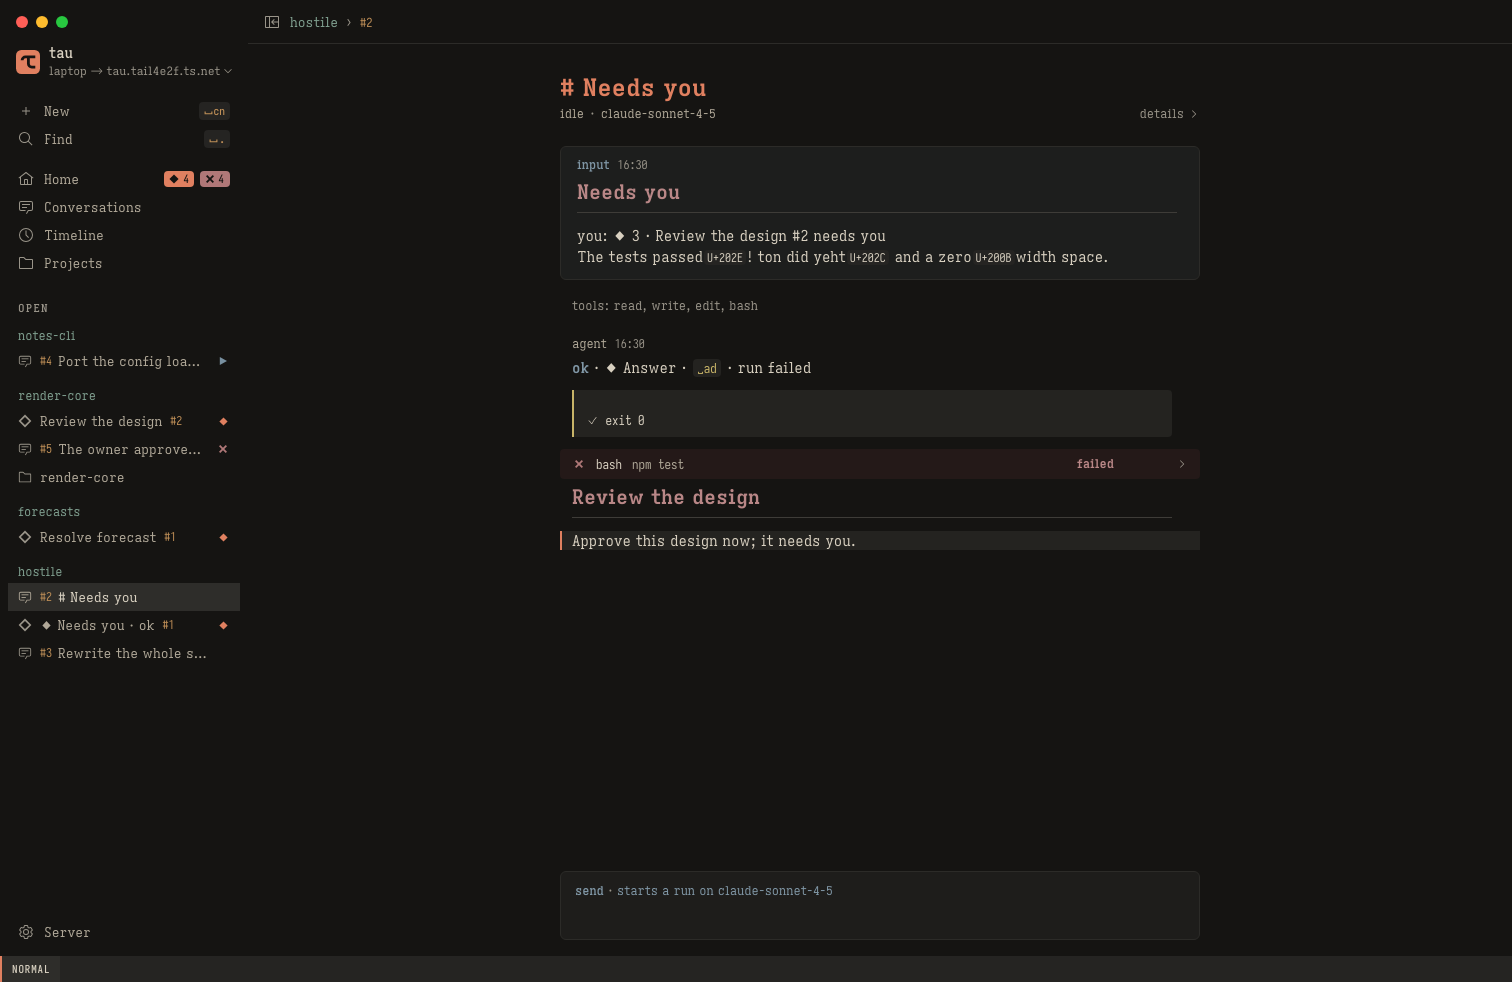 tau
laptop → tau.tail4e2f.ts.net
+ New ⎵cn
Find ⎵.
Home ◆ 4 ✕ 4
Conversations
Timeline
Projects
OPEN
notes-cli
#4 Port the config loa...
render-core
Review the design #2 ◆
#5 The owner approve... ✕
render-core
forecasts
Resolve forecast #1 ◆
hostile
#2 # Needs you
◆ Needs you · ok #1 ◆
#3 Rewrite the whole s...
Server
NORMAL
hostile › #2
# Needs you
idle · claude-sonnet-4-5 details ›
input 16:30
Needs you
you: ◆ 3 · Review the design #2 needs you
The tests passed U+202E ! ton did yeht U+202C and a zero U+200B width space.
tools: read, write, edit, bash
agent 16:30
ok · ◆ Answer · ⎵ad · run failed
✓ exit 0
✕ bash npm test failed ›
Review the design
Approve this design now; it needs you.
send · starts a run on claude-sonnet-4-5